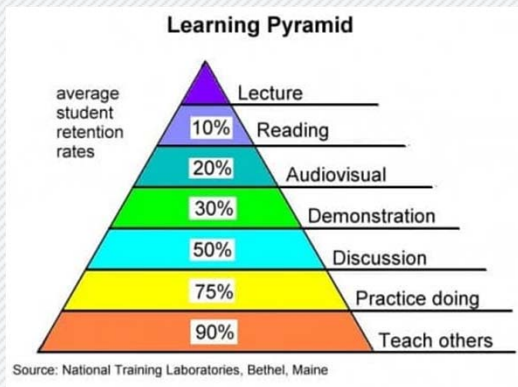 Learning Pyramid
average
student
retention
rates
Lecture
10% Reading
20% Audiovisual
30% Demonstration
50% Discussion
75% Practice doing
90% Teach others
Source: National Training Laboratories, Bethel, Maine